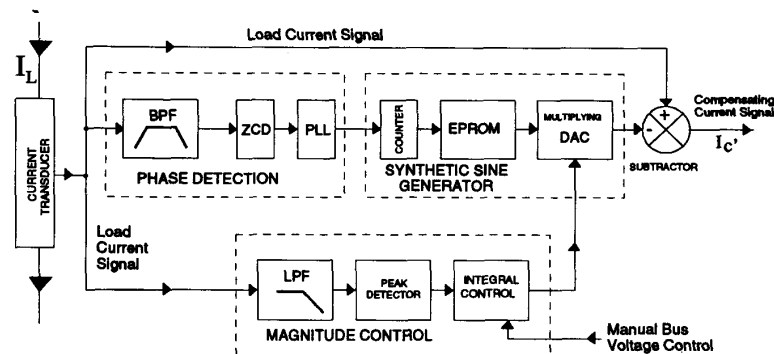 Load Current Signal
I_L
CURRENT
TRANSDUCER
BPF
ZCD
PLL
PHASE DETECTION
COUNTER
EPROM
MULTIPLYING
DAC
SYNTHETIC SINE
GENERATOR
+
-
SUBTRACTOR
Compensating
Current Signal
I_C'
Load
Current
Signal
LPF
PEAK
DETECTOR
INTEGRAL
CONTROL
MAGNITUDE CONTROL
Manual Bus
Voltage Control